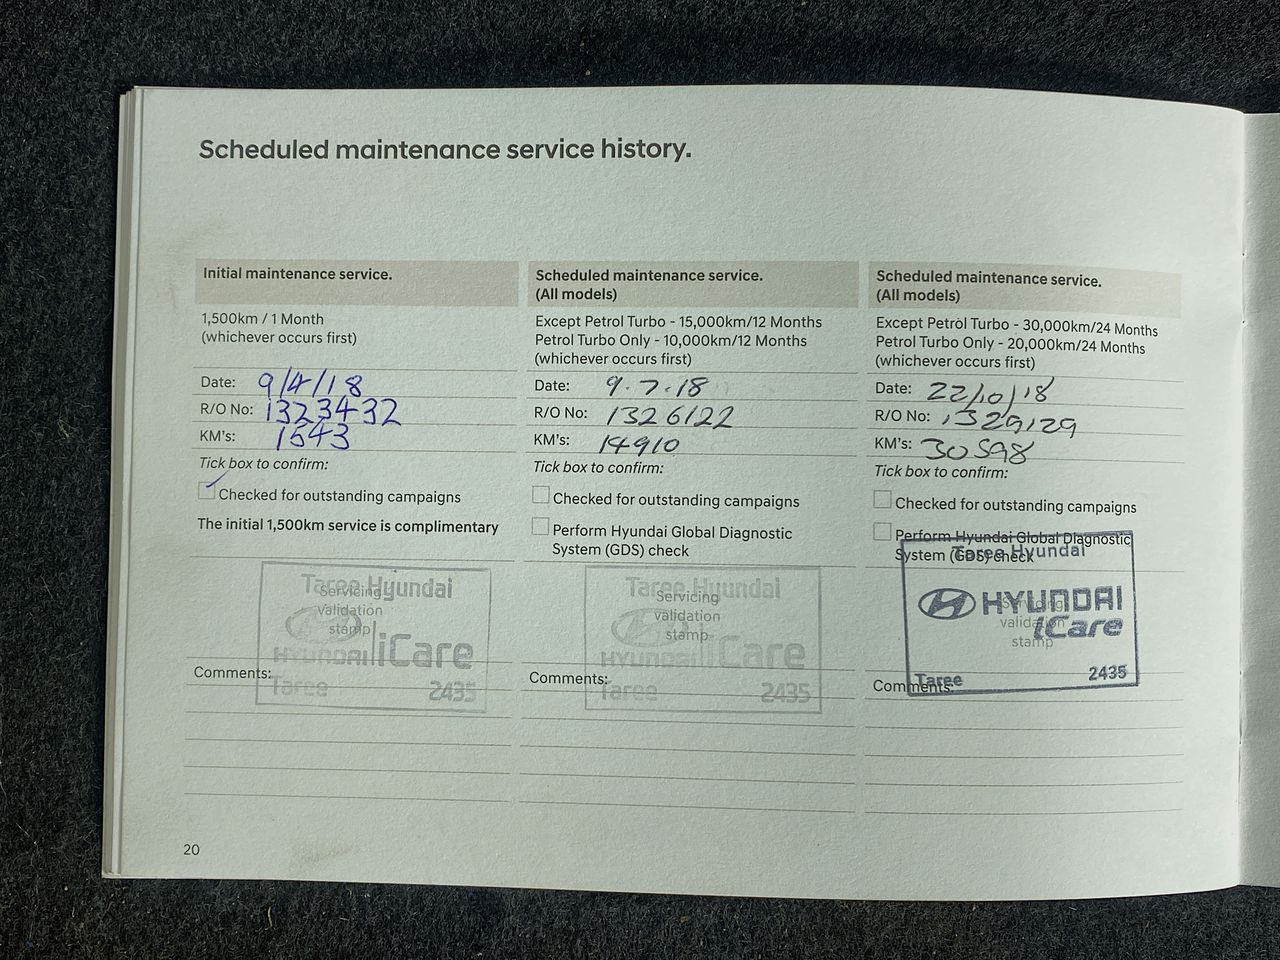 Scheduled maintenance service history.
Initial maintenance service.
1,500km / 1 Month
(whichever occurs first)
Date: 9/4/18
R/O No: 1323432
KM's: 1543
Tick box to confirm:
Checked for outstanding campaigns
The initial 1,500km service is complimentary
Taree Hyundai
Servicing
validation
stamp
HYUNDAI iCare
Comments:
Taree 2435
Scheduled maintenance service.
(All models)
Except Petrol Turbo - 15,000km/12 Months
Petrol Turbo Only - 10,000km/12 Months
(whichever occurs first)
Date: 9.7.18
R/O No: 1326122
KM's: 14910
Tick box to confirm:
Checked for outstanding campaigns
Perform Hyundai Global Diagnostic
System (GDS) check
Taree Hyundai
Servicing
validation
stamp
HYUNDAI iCare
Comments:
Taree 2435
Scheduled maintenance service.
(All models)
Except Petrol Turbo - 30,000km/24 Months
Petrol Turbo Only - 20,000km/24 Months
(whichever occurs first)
Date: 22/10/18
R/O No: 1329129
KM's: 30598
Tick box to confirm:
Checked for outstanding campaigns
Perform Hyundai Global Diagnostic
System (GDS) check
Taree Hyundai
HYUNDAI
Servicing
validation
stamp
iCare
Taree 2435
Comments:
20